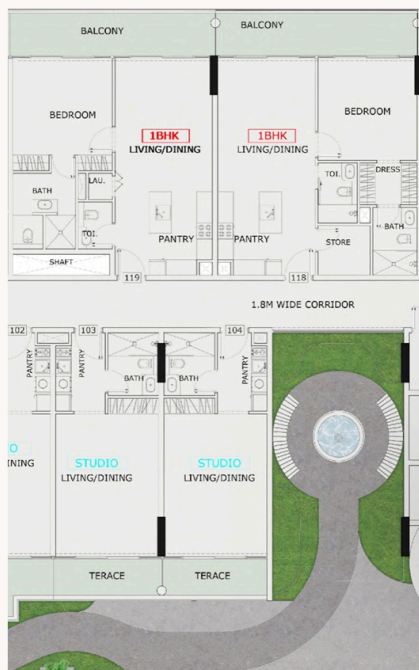 BALCONY
BALCONY
BEDROOM
BEDROOM
1BHK
LIVING/DINING
1BHK
LIVING/DINING
BATH
LAU.
TOI.
DRESS
TOI.
PANTRY
PANTRY
STORE
BATH
SHAFT
119
118
1.8M WIDE CORRIDOR
102
103
104
PANTRY
PANTRY
BATH
BATH
PANTRY
O
INING
STUDIO
LIVING/DINING
STUDIO
LIVING/DINING
TERACE
TERACE